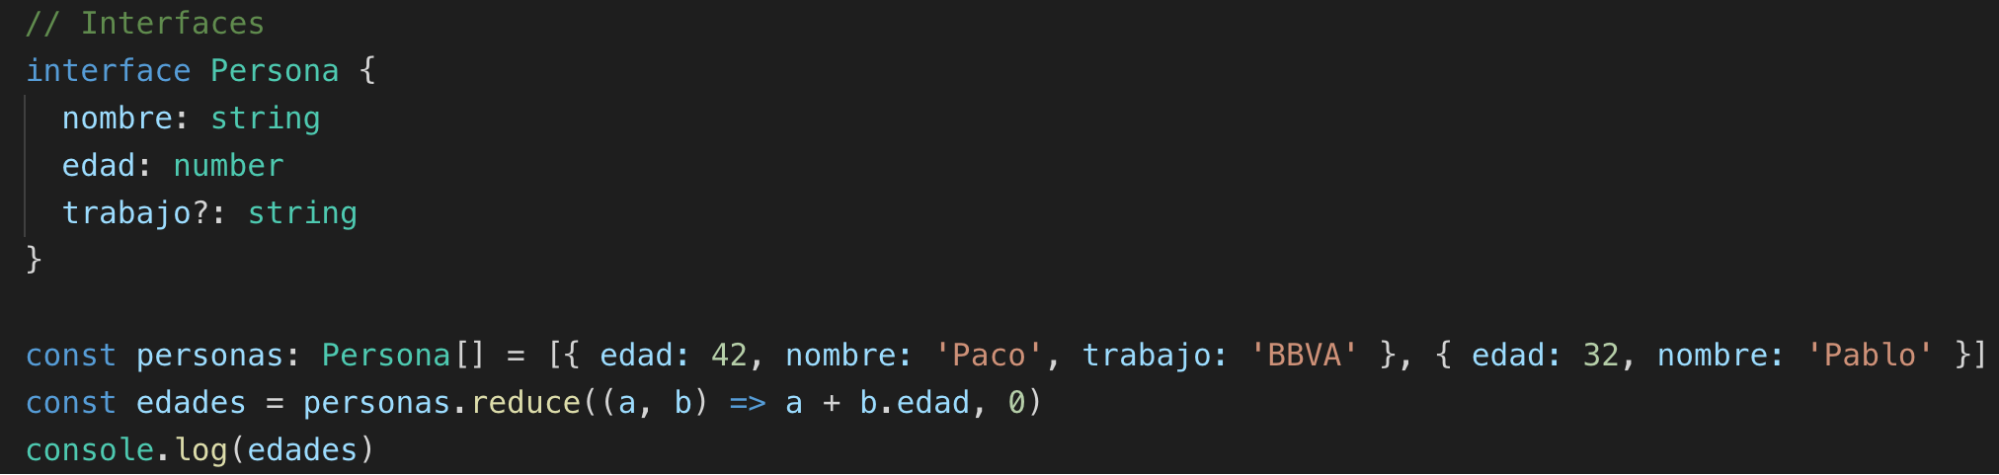 // Interfaces
interface Persona {
  nombre: string
  edad: number
  trabajo?: string
}

const personas: Persona[] = [{ edad: 42, nombre: 'Paco', trabajo: 'BBVA' }, { edad: 32, nombre: 'Pablo' }]
const edades = personas.reduce((a, b) => a + b.edad, 0)
console.log(edades)